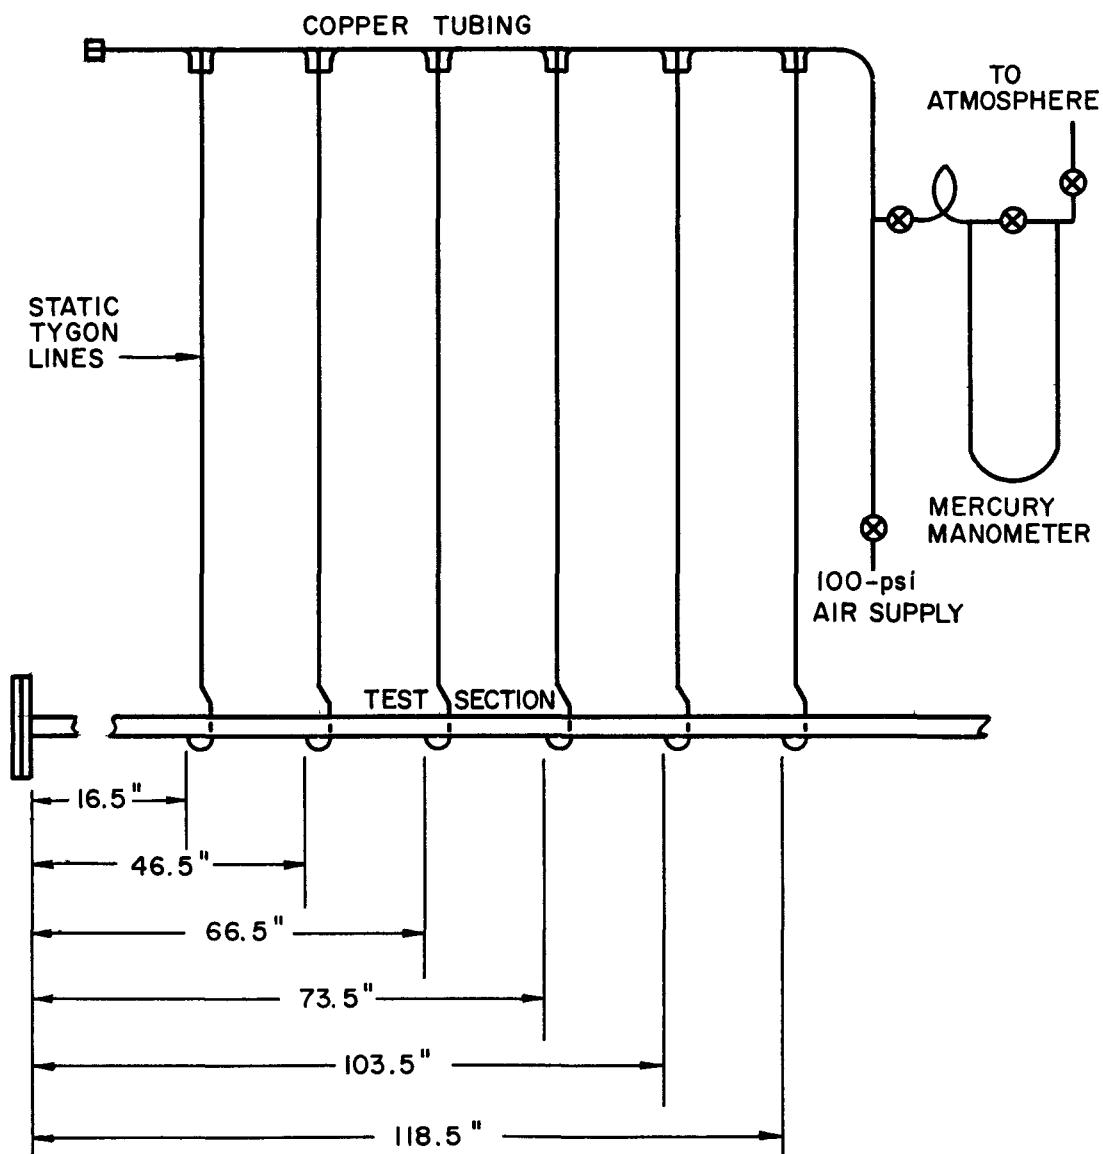 COPPER TUBING
TO
ATMOSPHERE
STATIC
TYGON
LINES
MERCURY
MANOMETER
100-psi
AIR SUPPLY
TEST SECTION
16.5"
46.5"
66.5"
73.5"
103.5"
118.5"